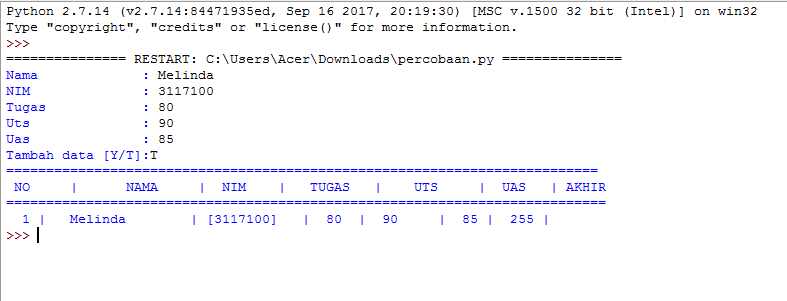 Python 2.7.14 (v2.7.14:84471935ed, Sep 16 2017, 20:19:30) [MSC v.1500 32 bit (Intel)] on win32
Type "copyright", "credits" or "license()" for more information.
>>>
=============== RESTART: C:\Users\Acer\Downloads\percobaan.py ===============
Nama : Melinda
NIM : 3117100
Tugas : 80
Uts : 90
Uas : 85
Tambah data [Y/T]:T
==========================================================================
NO | NAMA | NIM | TUGAS | UTS | UAS | AKHIR
===========================================================================
1 | Melinda | [3117100] | 80 | 90 | 85 | 255 |
>>>